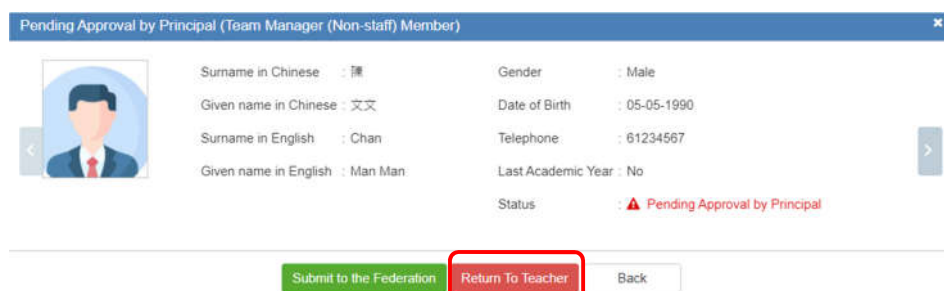 Pending Approval by Principal (Team Manager (Non-staff) Member)
Surname in Chinese : 陳
Given name in Chinese : 文文
Surname in English : Chan
Given name in English : Man Man
Gender : Male
Date of Birth : 05-05-1990
Telephone : 61234567
Last Academic Year : No
Status : Pending Approval by Principal
Submit to the Federation
Return To Teacher
Back